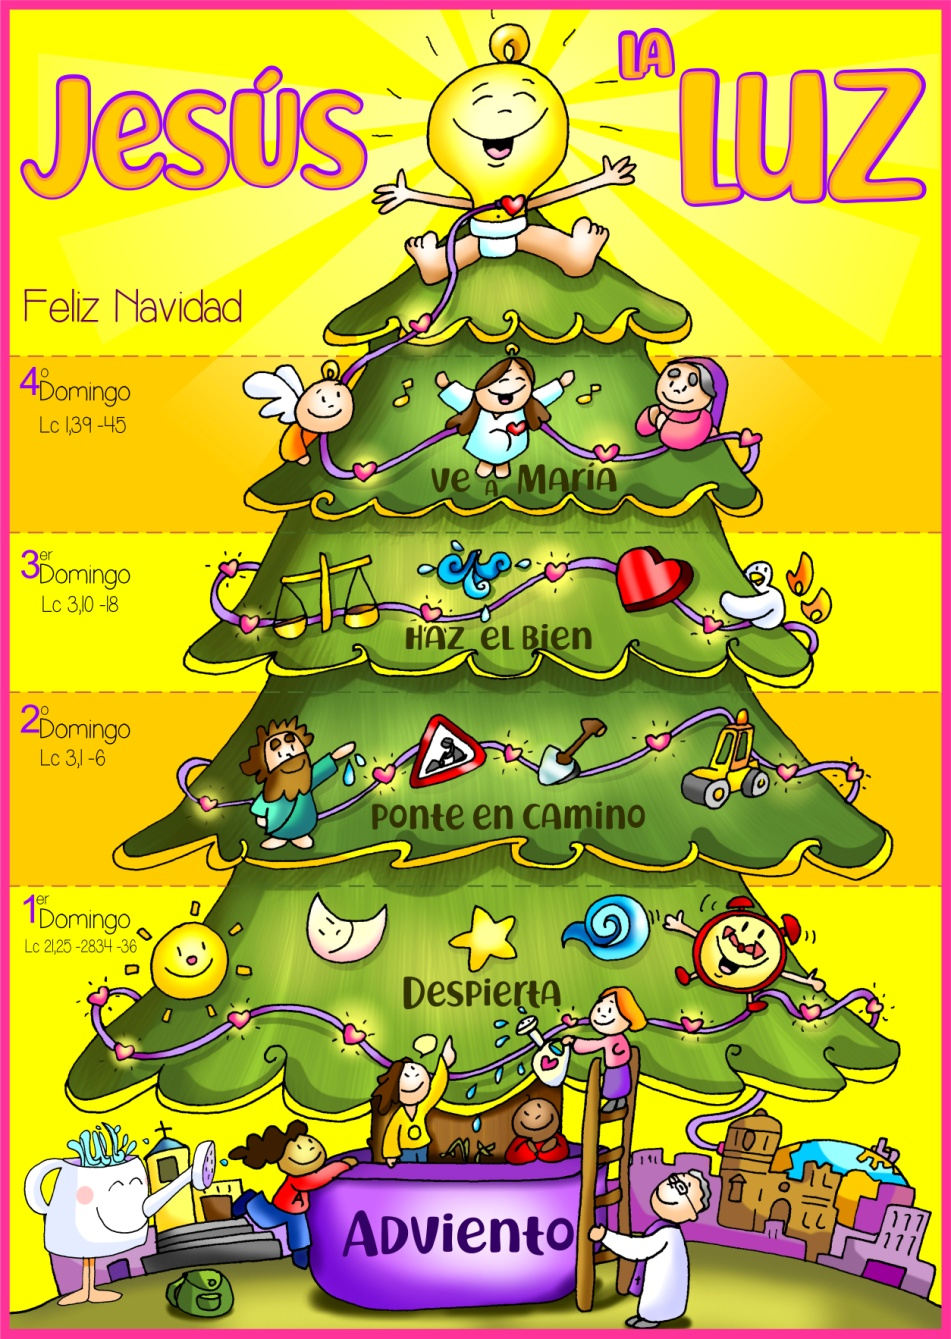 Jesús LA LUZ
Feliz Navidad
4º Domingo
Lc 1,39 -45
Ve A María
3er Domingo
Lc 3,10 -18
Haz el Bien
2º Domingo
Lc 3,1 -6
Ponte en Camino
1er Domingo
Lc 21,25 -2834 -36
Despierta
Adviento